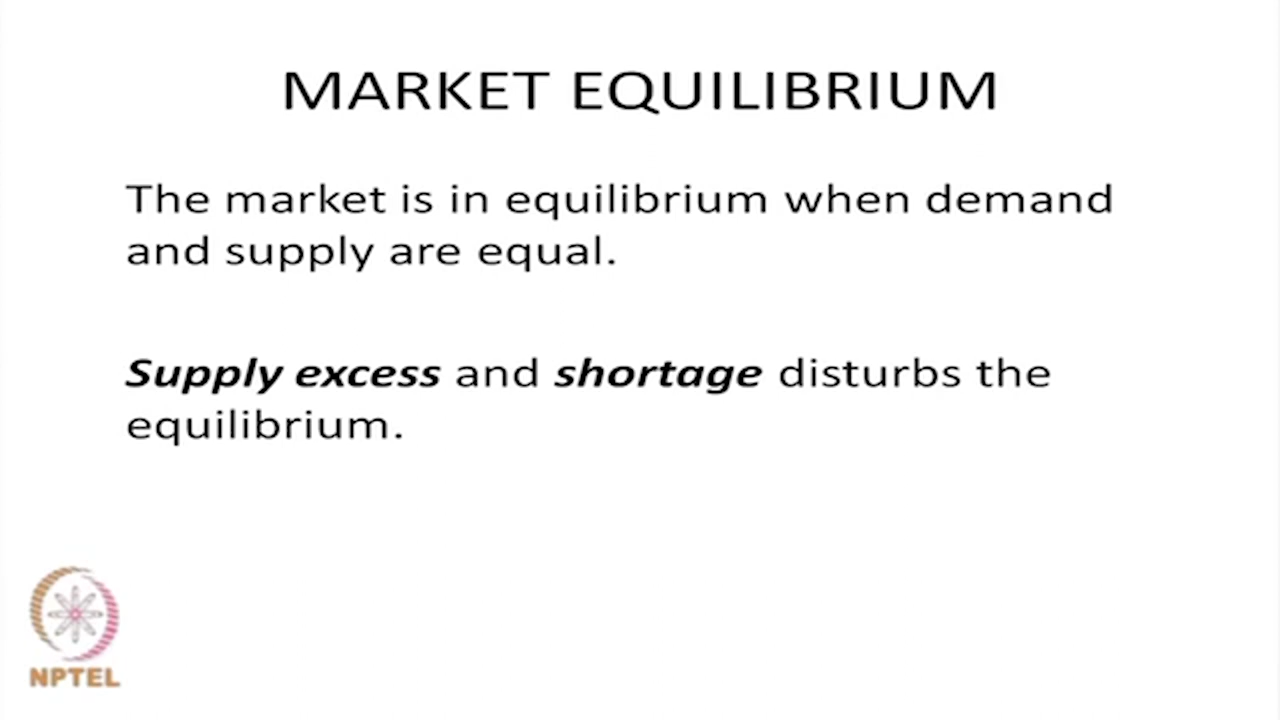 MARKET EQUILIBRIUM
The market is in equilibrium when demand
and supply are equal.
Supply excess and shortage disturbs the
equilibrium.
NPTEL